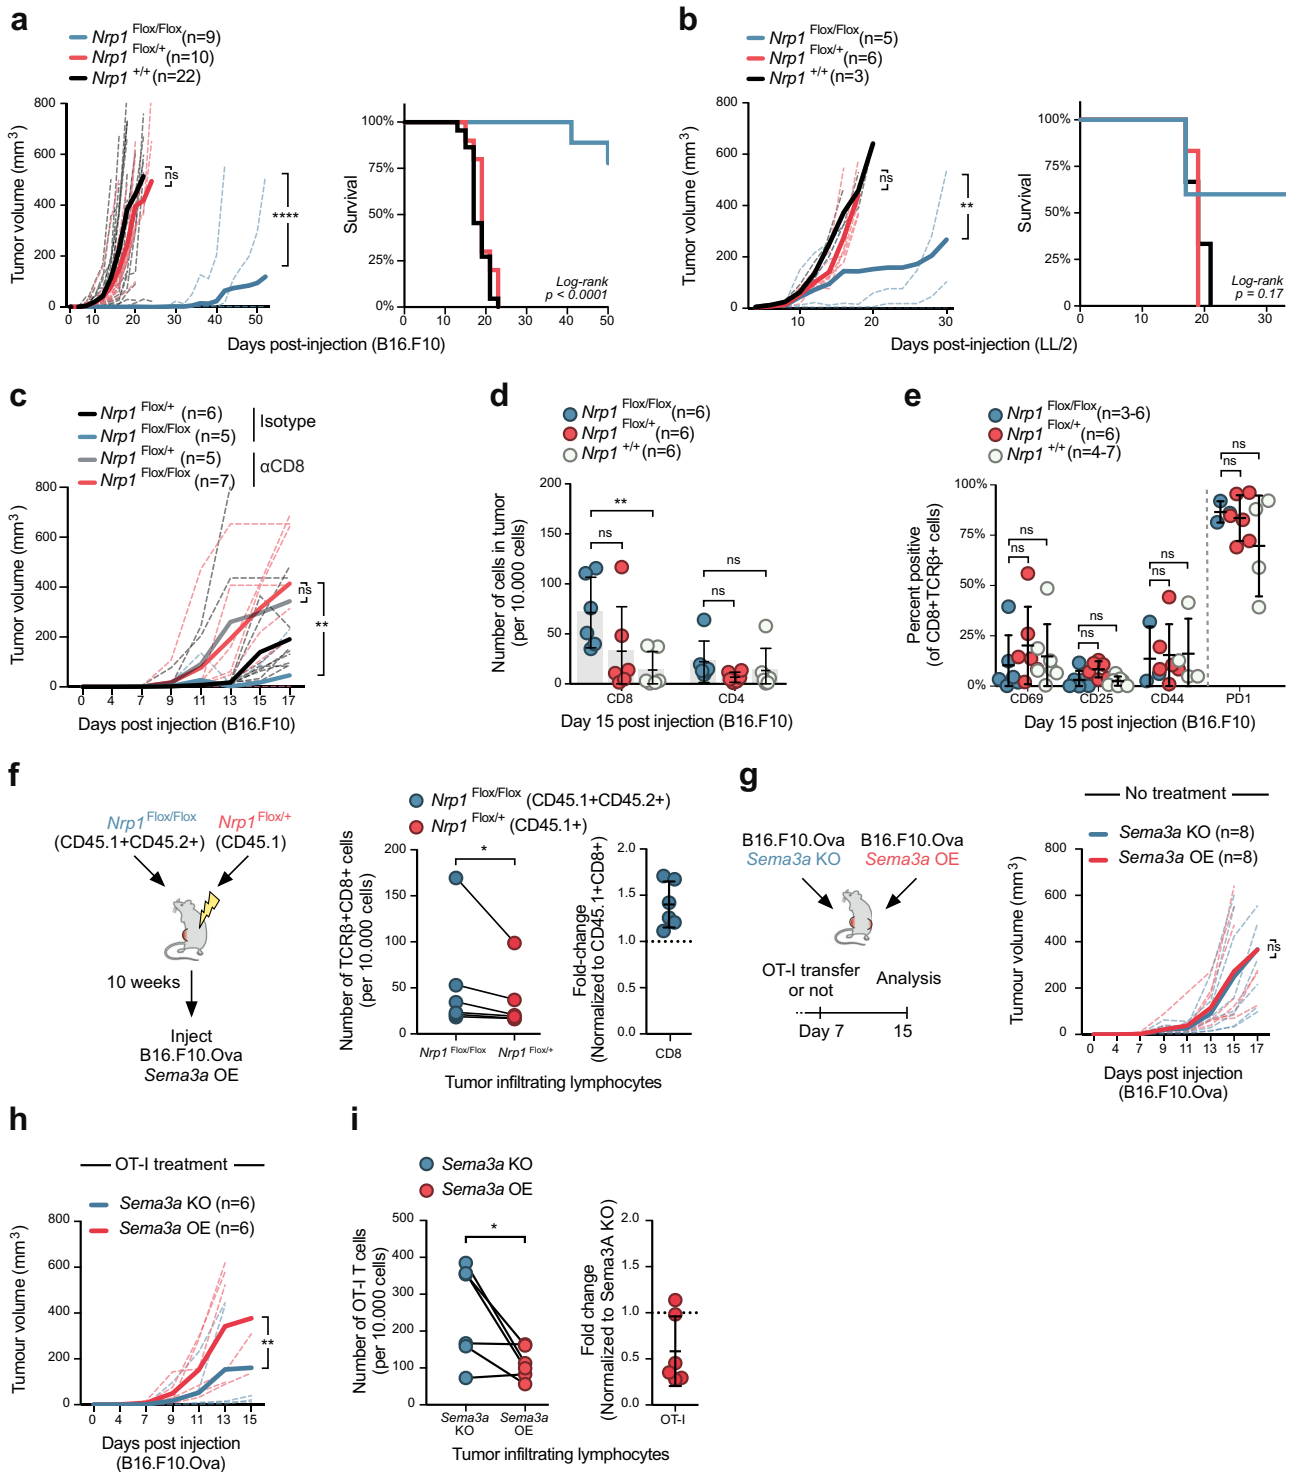 a
Nrp1 Flox/Flox (n=9)
Nrp1 Flox/+ (n=10)
Nrp1 +/+ (n=22)
Tumor volume (mm3)
800
600
400
200
0
0 10 20 30 40 50
ns
****
Survival
100%
75%
50%
25%
0%
0 10 20 30 40 50
Log-rank
p < 0.0001
Days post-injection (B16.F10)
b
Nrp1 Flox/Flox (n=5)
Nrp1 Flox/+ (n=6)
Nrp1 +/+ (n=3)
Tumor volume (mm3)
800
600
400
200
0
10 20 30
ns
**
Survival
100%
75%
50%
25%
0
0 10 20 30
Log-rank
p = 0.17
Days post-injection (LL/2)
c
Nrp1 Flox/+ (n=6)
Nrp1 Flox/Flox (n=5)
Isotype
Nrp1 Flox/+ (n=5)
Nrp1 Flox/Flox (n=7)
αCD8
Tumor volume (mm3)
800
600
400
200
0
0 4 7 9 11 13 15 17
ns
**
Days post injection (B16.F10)
d
Nrp1 Flox/Flox (n=6)
Nrp1 Flox/+ (n=6)
Nrp1 +/+ (n=6)
Number of cells in tumor
(per 10.000 cells)
200
150
100
50
0
**
ns
ns
ns
CD8 CD4
Day 15 post injection (B16.F10)
e
Nrp1 Flox/Flox (n=3-6)
Nrp1 Flox/+ (n=6)
Nrp1 +/+ (n=4-7)
Percent positive
(of CD8+TCRβ+ cells)
100%
75%
50%
25%
0%
ns
ns
ns
ns
ns
ns
ns
ns
CD69 CD25 CD44 PD1
Day 15 post injection (B16.F10)
f
Nrp1 Flox/Flox
(CD45.1+CD45.2+)
Nrp1 Flox/+
(CD45.1)
10 weeks
Inject
B16.F10.Ova
Sema3a OE
Nrp1 Flox/Flox (CD45.1+CD45.2+)
Nrp1 Flox/+ (CD45.1+)
Number of TCRβ+CD8+ cells
(per 10.000 cells)
200
150
100
50
0
*
Nrp1 Flox/Flox Nrp1 Flox/+
Fold-change
(Normalized to CD45.1+CD8+)
2.0
1.5
1.0
0.5
0.0
CD8
Tumor infiltrating lymphocytes
g
B16.F10.Ova
Sema3a KO
B16.F10.Ova
Sema3a OE
OT-I transfer
or not
Analysis
Day 7 15
No treatment
Sema3a KO (n=8)
Sema3a OE (n=8)
Tumour volume (mm3)
800
600
400
200
0
0 4 7 9 11 13 15 17
ns
Days post injection
(B16.F10.Ova)
h
OT-I treatment
Sema3a KO (n=6)
Sema3a OE (n=6)
Tumour volume (mm3)
800
600
400
200
0
0 4 7 9 11 13 15
**
Days post injection
(B16.F10.Ova)
i
Sema3a KO
Sema3a OE
Number of OT-I T cells
(per 10.000 cells)
500
400
300
200
100
0
*
Sema3a
KO
Sema3a
OE
Fold change
(Normalized to Sema3A KO)
2.0
1.5
1.0
0.5
0.0
OT-I
Tumor infiltrating lymphocytes